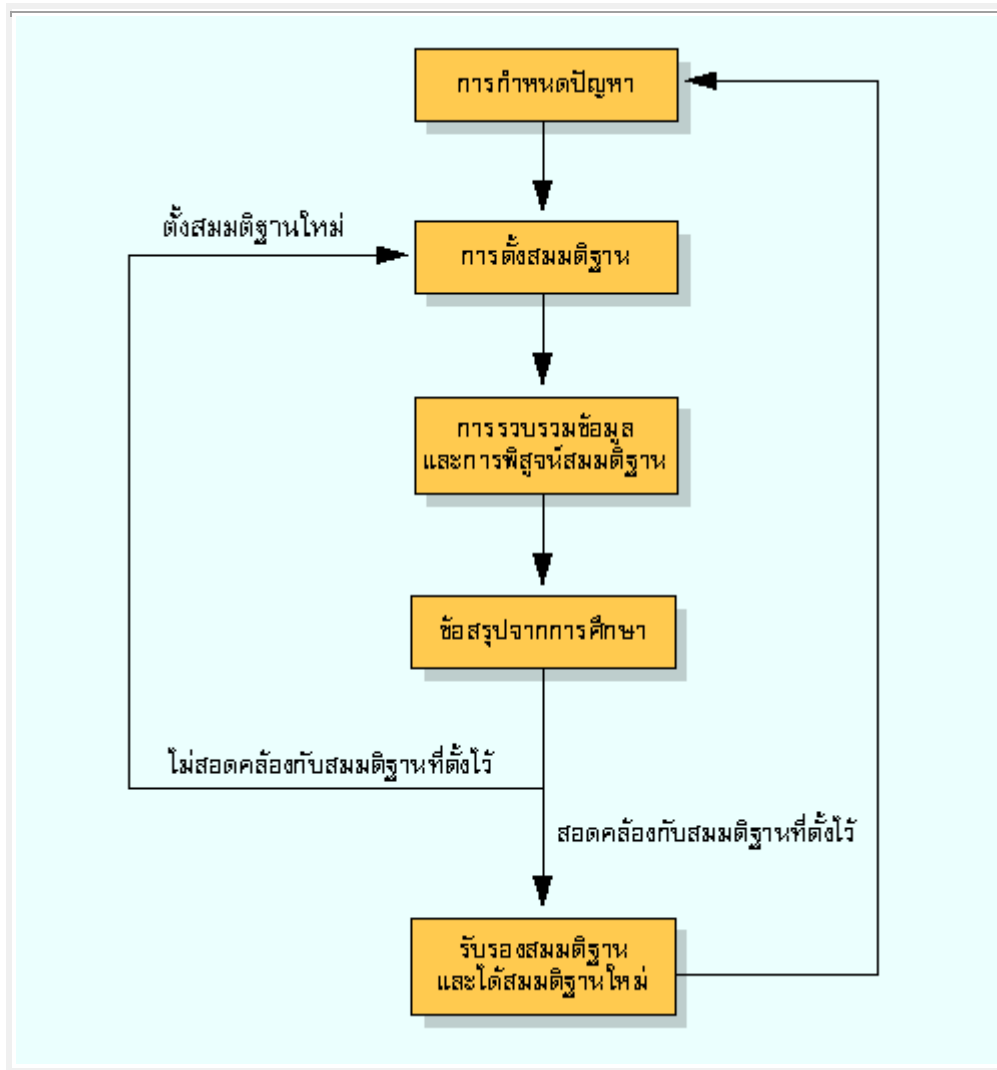 การกำหนดปัญหา
ตั้งสมมติฐานใหม่
การตั้งสมมติฐาน
การรวบรวมข้อมูล
และการพิสูจน์สมมติฐาน
ข้อสรุปจากการศึกษา
ไม่สอดคล้องกับสมมติฐานที่ตั้งไว้
สอดคล้องกับสมมติฐานที่ตั้งไว้
รับรองสมมติฐาน
และได้สมมติฐานใหม่